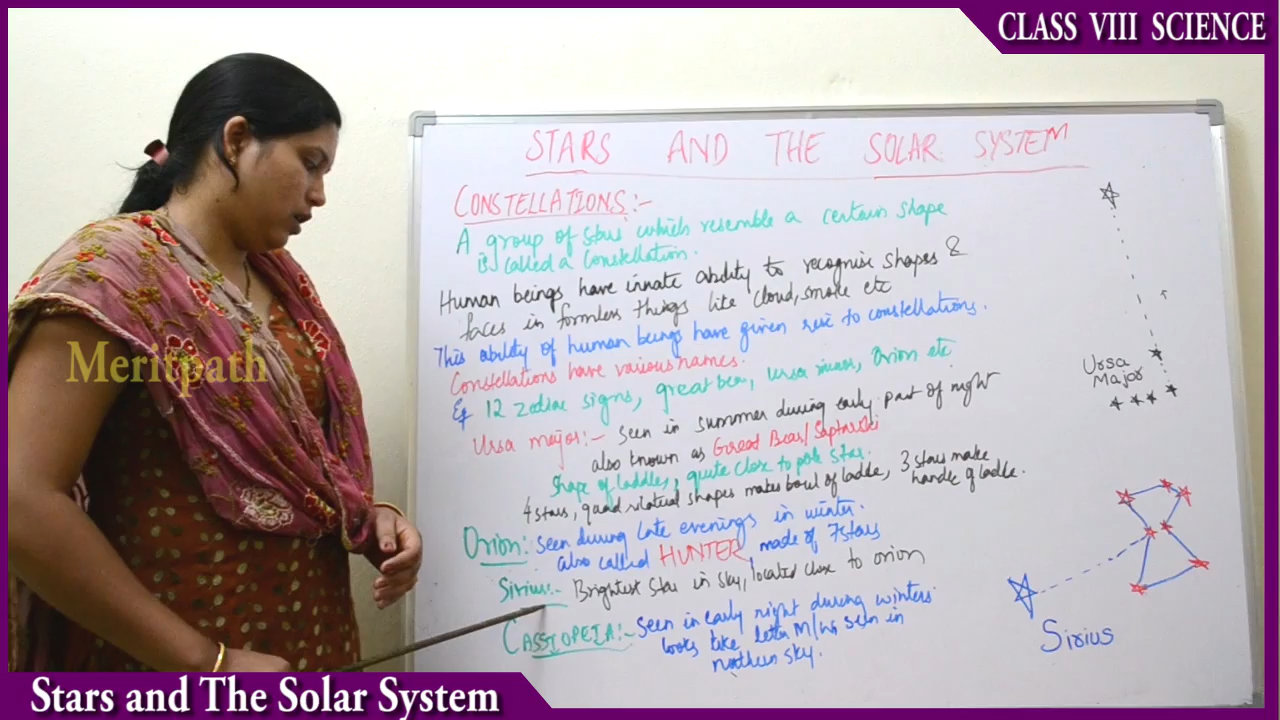 CLASS VIII SCIENCE
STARS AND THE SOLAR SYSTEM
CONSTELLATIONS:-
A group of stars which resemble a certain shape
is called a constellation.
Human beings have innate ability to recognise shapes &
faces in formless things like cloud, smoke etc
This ability of human beings have given rise to constellations.
Constellations have various names.
Eg 12 zodiac signs, great bear, Ursa minor, Orion etc
Ursa major:- Seen in summer during early part of night
also known as Great Bear/Saptarshi
Shape of laddle, quite close to pole star.
4 stars, quadrilateral shapes makes bowl of laddle, 3 stars make
handle of laddle.
Orion: Seen during late evenings in winter.
also called HUNTER, made of 7 stars
Sirius:- Brightest star in sky, located close to orion
CASSIOPEIA:- Seen in early night during winters
looks like letter M/W, seen in
northern sky.
Ursa
Major
Sirius
Meritpath
Stars and The Solar System